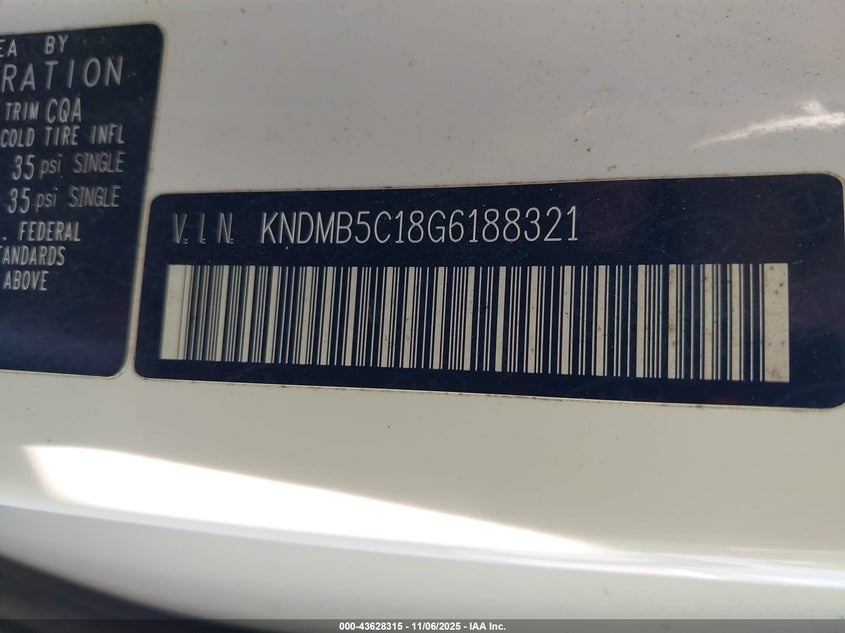 EA BY
RATION
TRIM CQA
COLD TIRE INFL
35 psi SINGLE
35 psi SINGLE
. FEDERAL
TANDARDS
ABOVE
V.I.N. KNDMB5C18G6188321
000-43628315 - 11/06/2025 - IAA Inc.